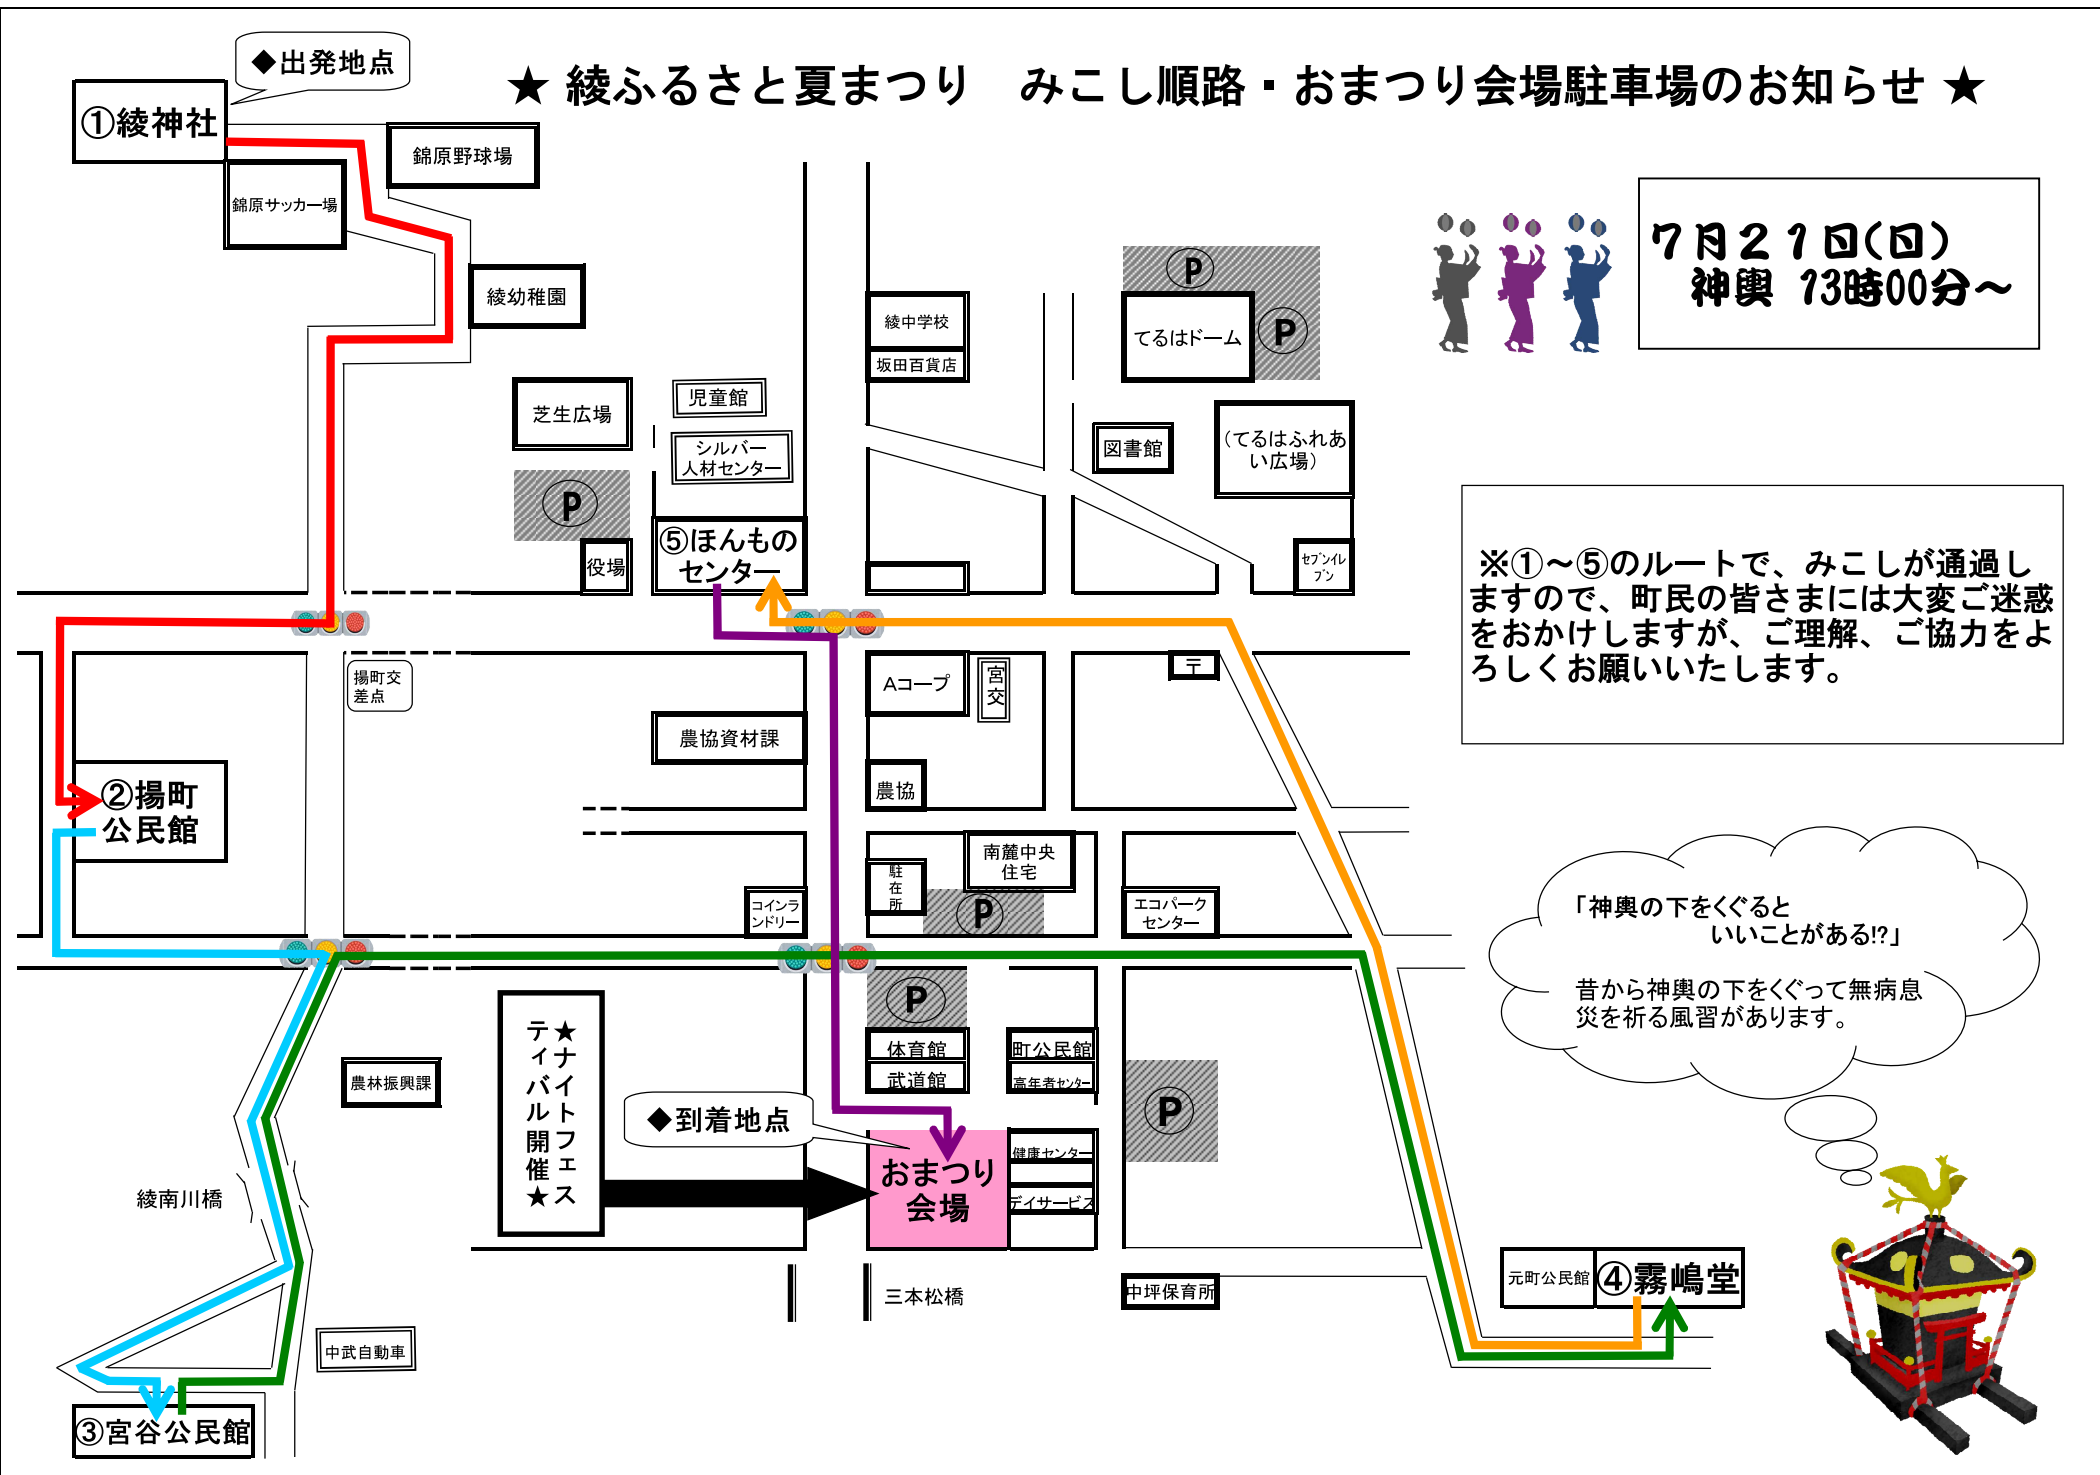 ★ 綾ふるさと夏まつり　みこし順路・おまつり会場駐車場のお知らせ ★
◆出発地点
①綾神社
錦原野球場
錦原サッカー場
綾幼稚園
7月21日(日)
神輿 13時00分～
P
P
てるはドーム
綾中学校
坂田百貨店
芝生広場
児童館
シルバー
人材センター
図書館
(てるはふれあ
い広場)
P
役場
⑤ほんもの
センター
セブンイレ
ブン
※①～⑤のルートで、みこしが通過し
ますので、町民の皆さまには大変ご迷惑
をおかけしますが、ご理解、ご協力をよ
ろしくお願いいたします。
揚町交
差点
Aコープ
宮交
〒
農協資材課
農協
②揚町
公民館
南麓中央
住宅
駐在所
P
コインラ
ンドリー
エコパーク
センター
「神輿の下をくぐると
いいことがある!?」
昔から神輿の下をくぐって無病息
災を祈る風習があります。
P
体育館
武道館
町公民館
高年者センター
P
農林振興課
★ナイトフェス
ティバル開催★
◆到着地点
おまつり
会場
健康センター
デイサービス
綾南川橋
三本松橋
中坪保育所
元町公民館
④霧嶋堂
中武自動車
③宮谷公民館